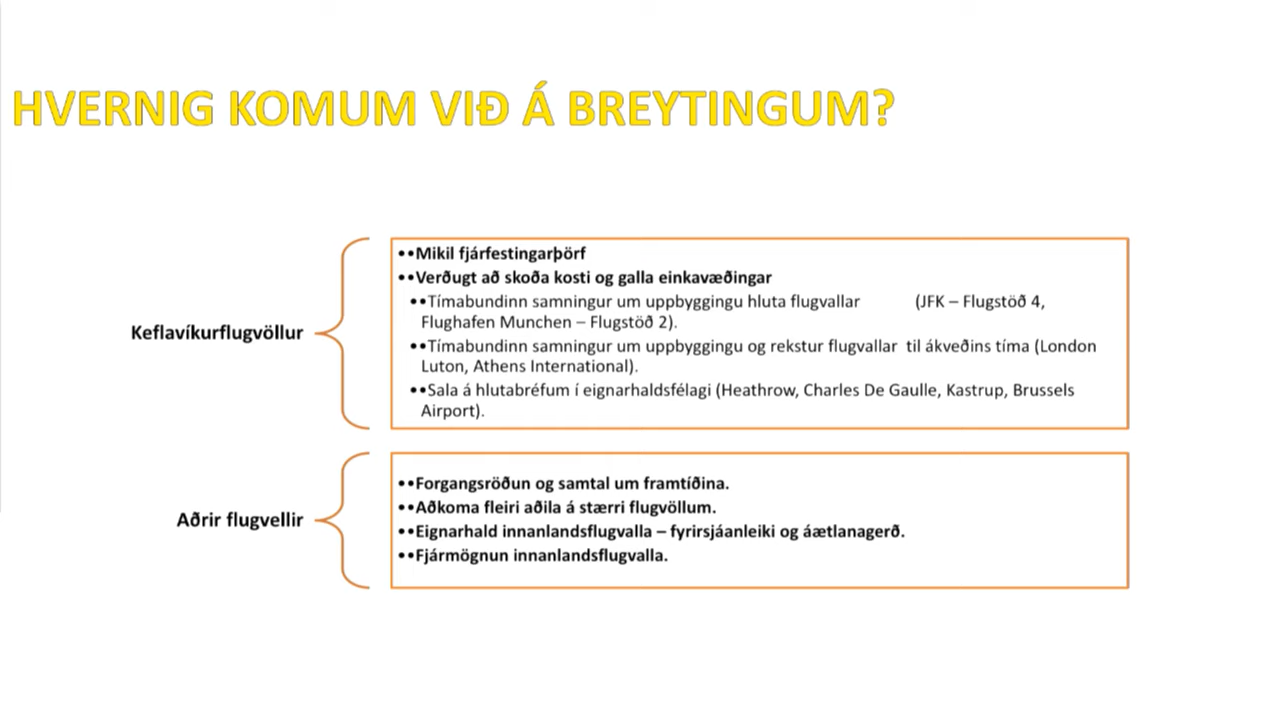 HVERNIG KOMUM VIÐ Á BREYTINGUM?
Keflavíkurflugvöllur
••Mikil fjárfestingarþörf
••Verðugt að skoða kosti og galla einkavæðingar
••Tímabundinn samningur um uppbyggingu hluta flugvallar (JFK – Flugstöð 4,
Flughafen Munchen – Flugstöð 2).
••Tímabundinn samningur um uppbyggingu og rekstur flugvallar til ákveðins tíma (London
Luton, Athens International).
••Sala á hlutabréfum í eignarhaldsfélagi (Heathrow, Charles De Gaulle, Kastrup, Brussels
Airport).
Aðrir flugvellir
••Forgangsröðun og samtal um framtíðina.
••Aðkoma fleiri aðila á stærri flugvöllum.
••Eignarhald innanlandsflugvalla – fyrirsjáanleiki og áætlanagerð.
••Fjármögnun innanlandsflugvalla.